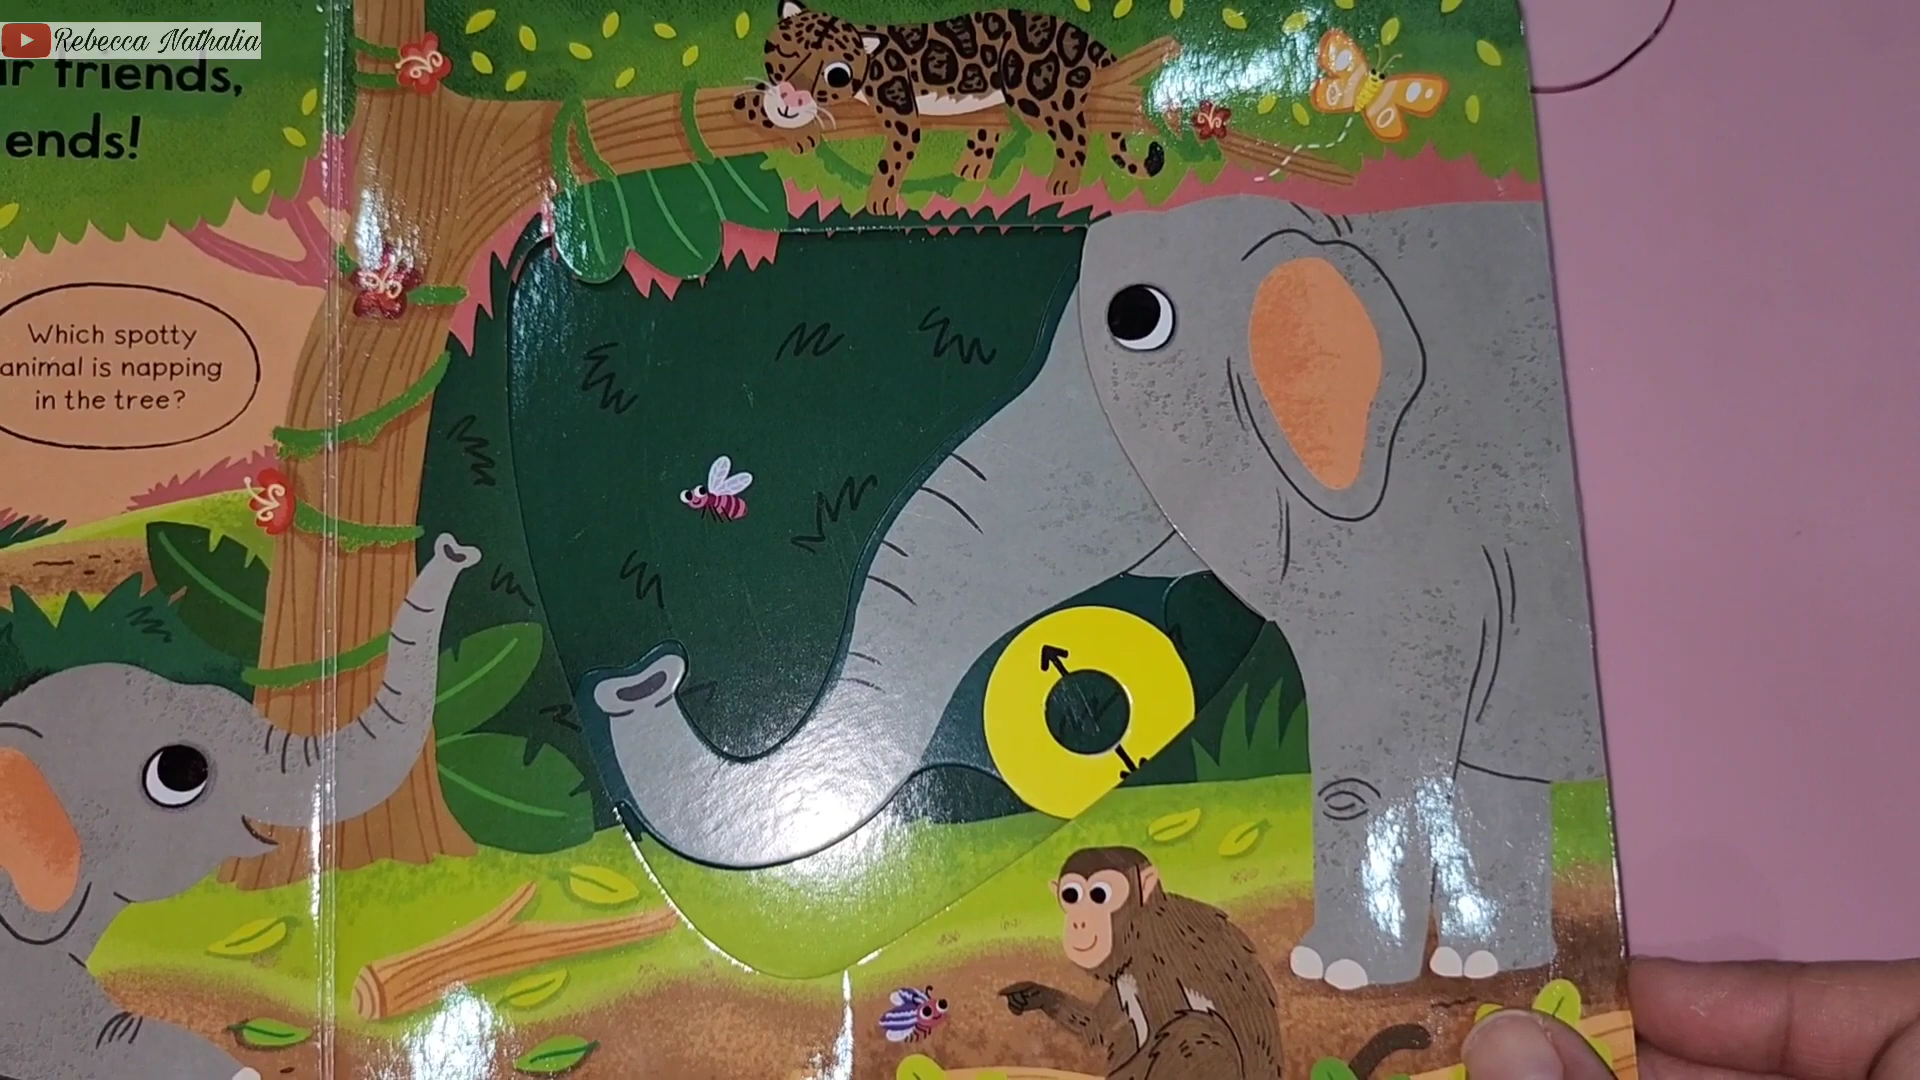 Rebecca Nathalia
friends,
ends!
Which spotty
animal is napping
in the tree?